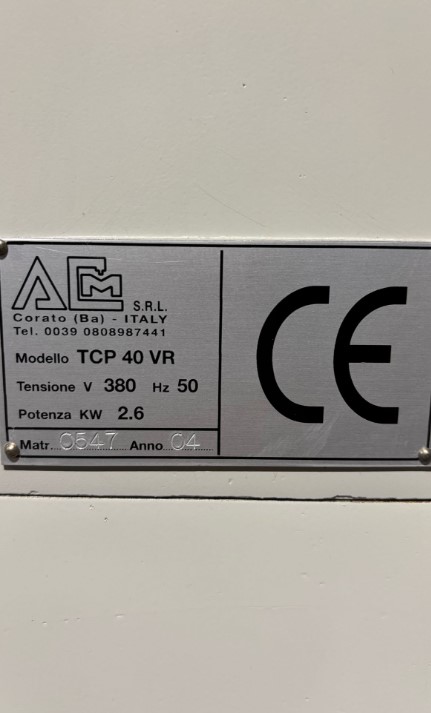 ACM S.R.L.
Corato (Ba) - ITALY
Tel. 0039 0808987441
Modello TCP 40 VR
Tensione V 380 Hz 50
Potenza KW 2.6
Matr. 0547 Anno 04
CE